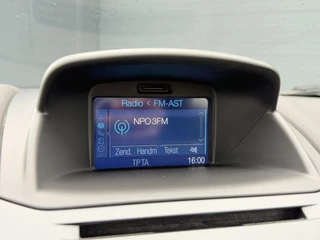 Radio < FM-AST
NPO3FM
Zend. Handm Tekst
TP TA 16:00